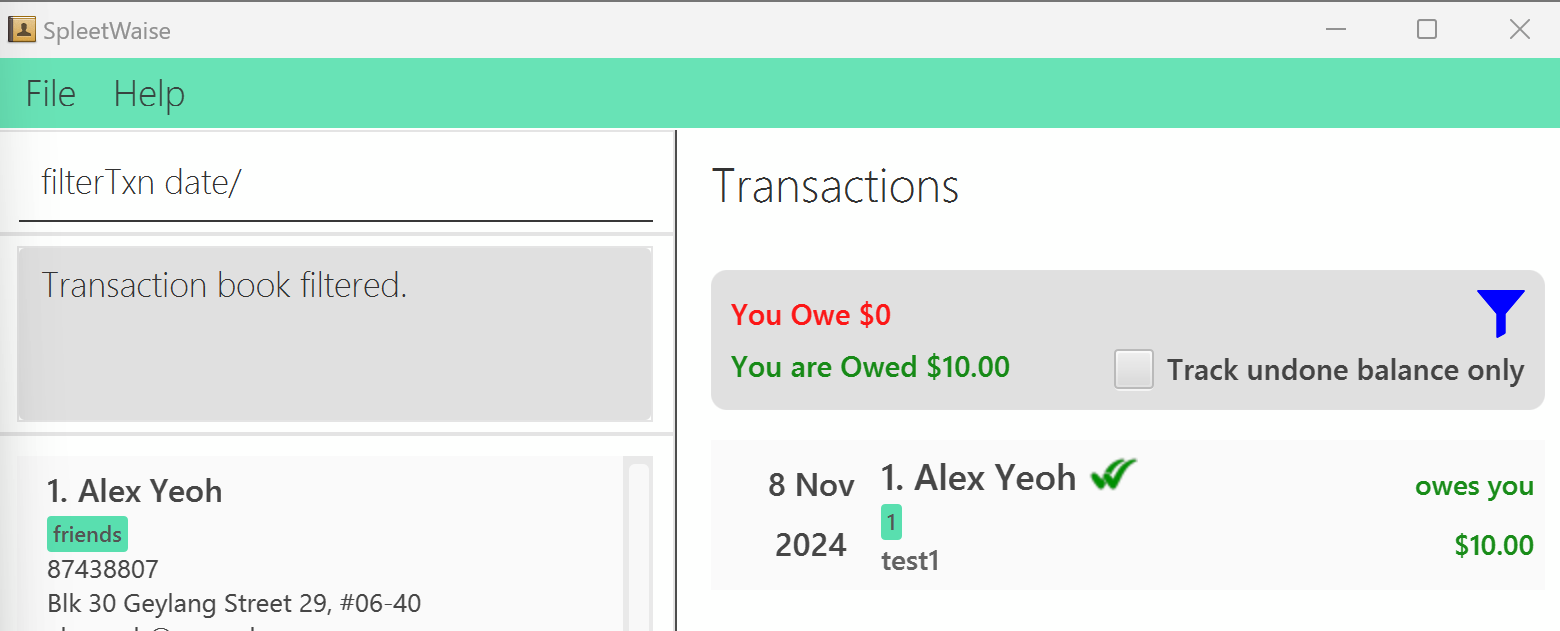 SpleetWaise
File Help
filterTxn date/
Transaction book filtered.
1. Alex Yeoh
friends
87438807
Blk 30 Geylang Street 29, #06-40
Transactions
You Owe $0
You are Owed $10.00
Track undone balance only
8 Nov
2024
1. Alex Yeoh
1
test1
owes you
$10.00